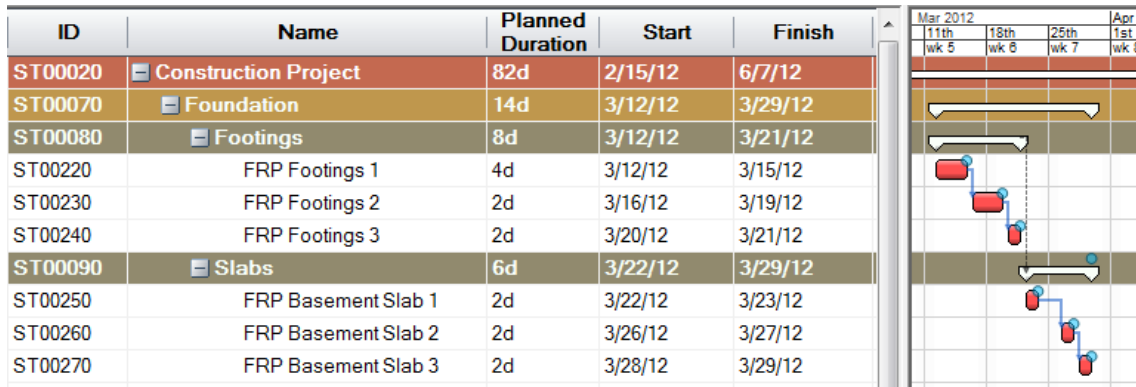 ID Name Planned Duration Start Finish
Mar 2012 Apr
11th 18th 25th 1st
wk 5 wk 6 wk 7 wk
ST00020 Construction Project 82d 2/15/12 6/7/12
ST00070 Foundation 14d 3/12/12 3/29/12
ST00080 Footings 8d 3/12/12 3/21/12
ST00220 FRP Footings 1 4d 3/12/12 3/15/12
ST00230 FRP Footings 2 2d 3/16/12 3/19/12
ST00240 FRP Footings 3 2d 3/20/12 3/21/12
ST00090 Slabs 6d 3/22/12 3/29/12
ST00250 FRP Basement Slab 1 2d 3/22/12 3/23/12
ST00260 FRP Basement Slab 2 2d 3/26/12 3/27/12
ST00270 FRP Basement Slab 3 2d 3/28/12 3/29/12